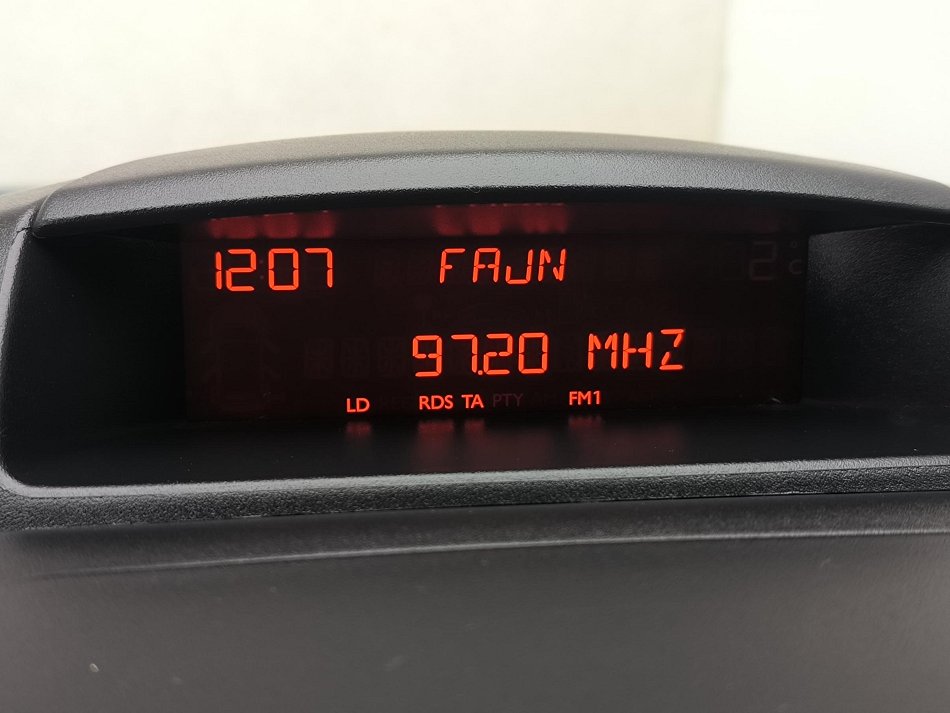 12:07 FAJN 2°C
97.20 MHZ
LD RDS TA PTY FM1